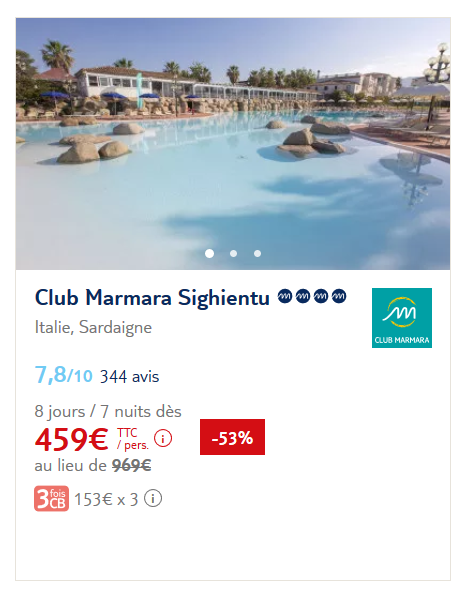 Club Marmara Sighientu
CLUB MARMARA
Italie, Sardaigne
7,8/10 344 avis
8 jours / 7 nuits dès
459€ TTC / pers. i -53%
au lieu de 969€
3 fois CB 153€ x 3 i